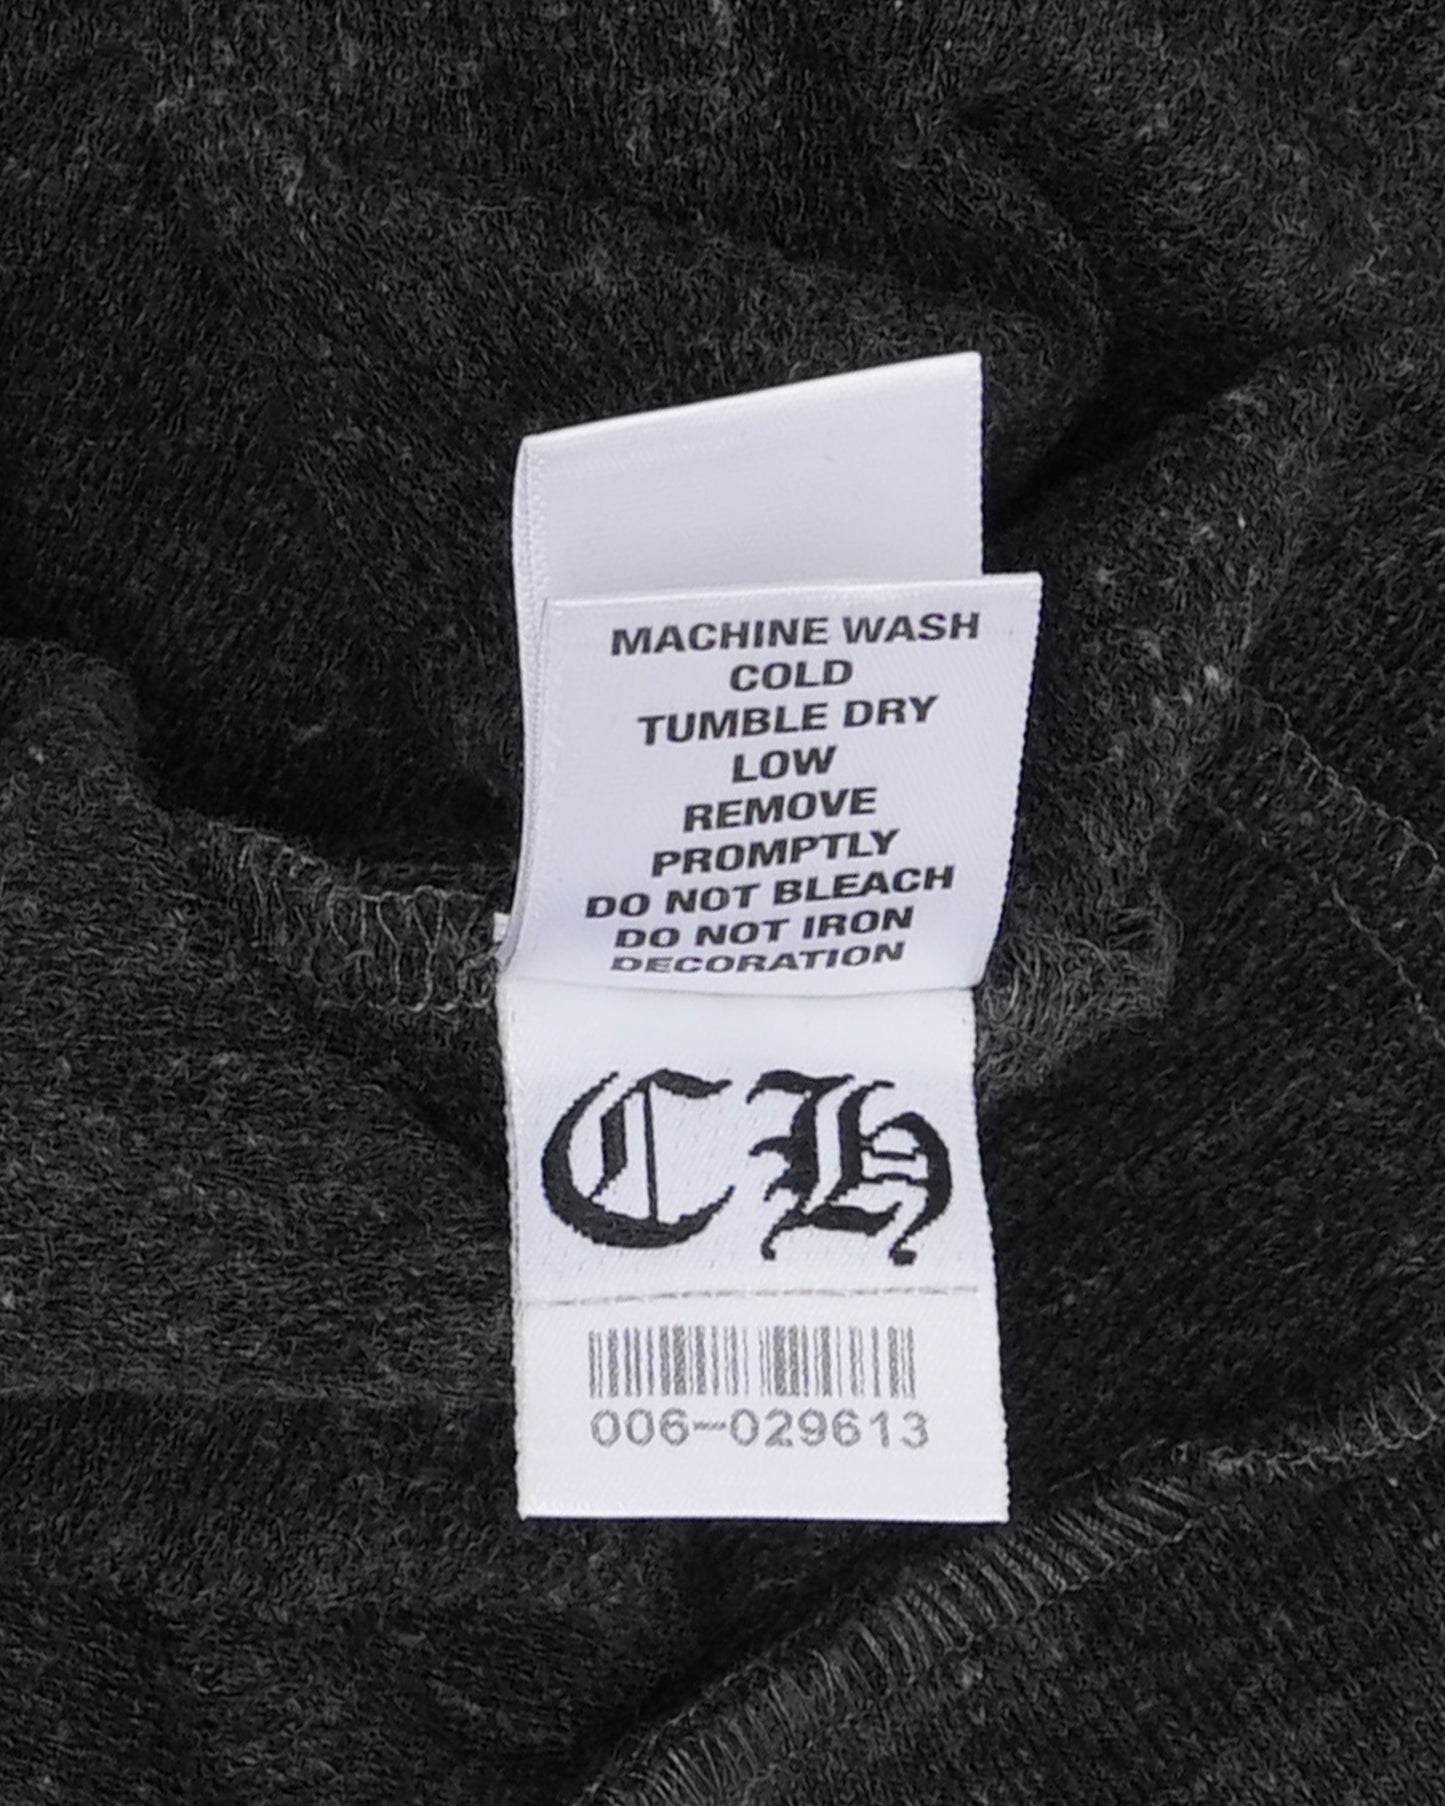 MACHINE WASH
COLD
TUMBLE DRY
LOW
REMOVE
PROMPTLY
DO NOT BLEACH
DO NOT IRON
DECORATION
CH
006-029613